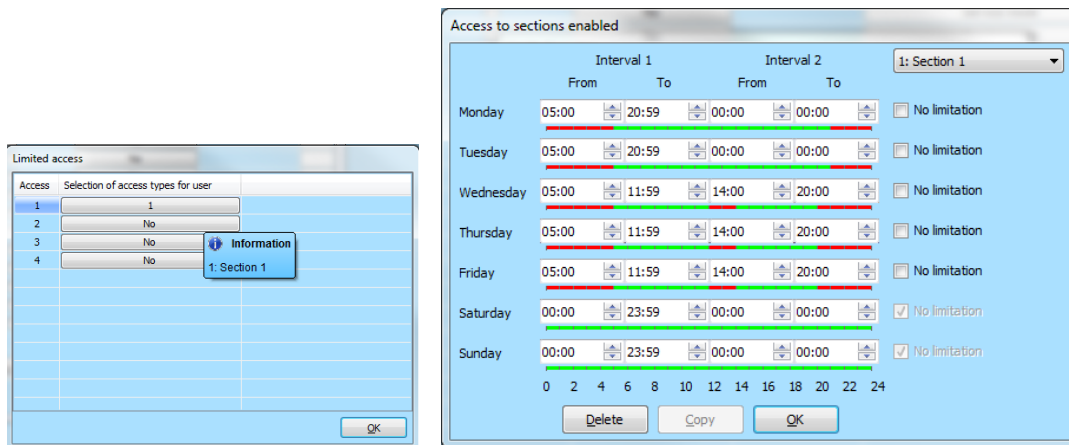 Limited access
Access Selection of access types for user
1 1
2 No
3 No
4 No
Information
1: Section 1
OK
Access to sections enabled
Interval 1 Interval 2 1: Section 1
From To From To
Monday 05:00 20:59 00:00 00:00 No limitation
Tuesday 05:00 20:59 00:00 00:00 No limitation
Wednesday 05:00 11:59 14:00 20:00 No limitation
Thursday 05:00 11:59 14:00 20:00 No limitation
Friday 05:00 11:59 14:00 20:00 No limitation
Saturday 00:00 23:59 00:00 00:00 No limitation
Sunday 00:00 23:59 00:00 00:00 No limitation
0 2 4 6 8 10 12 14 16 18 20 22 24
Delete Copy OK